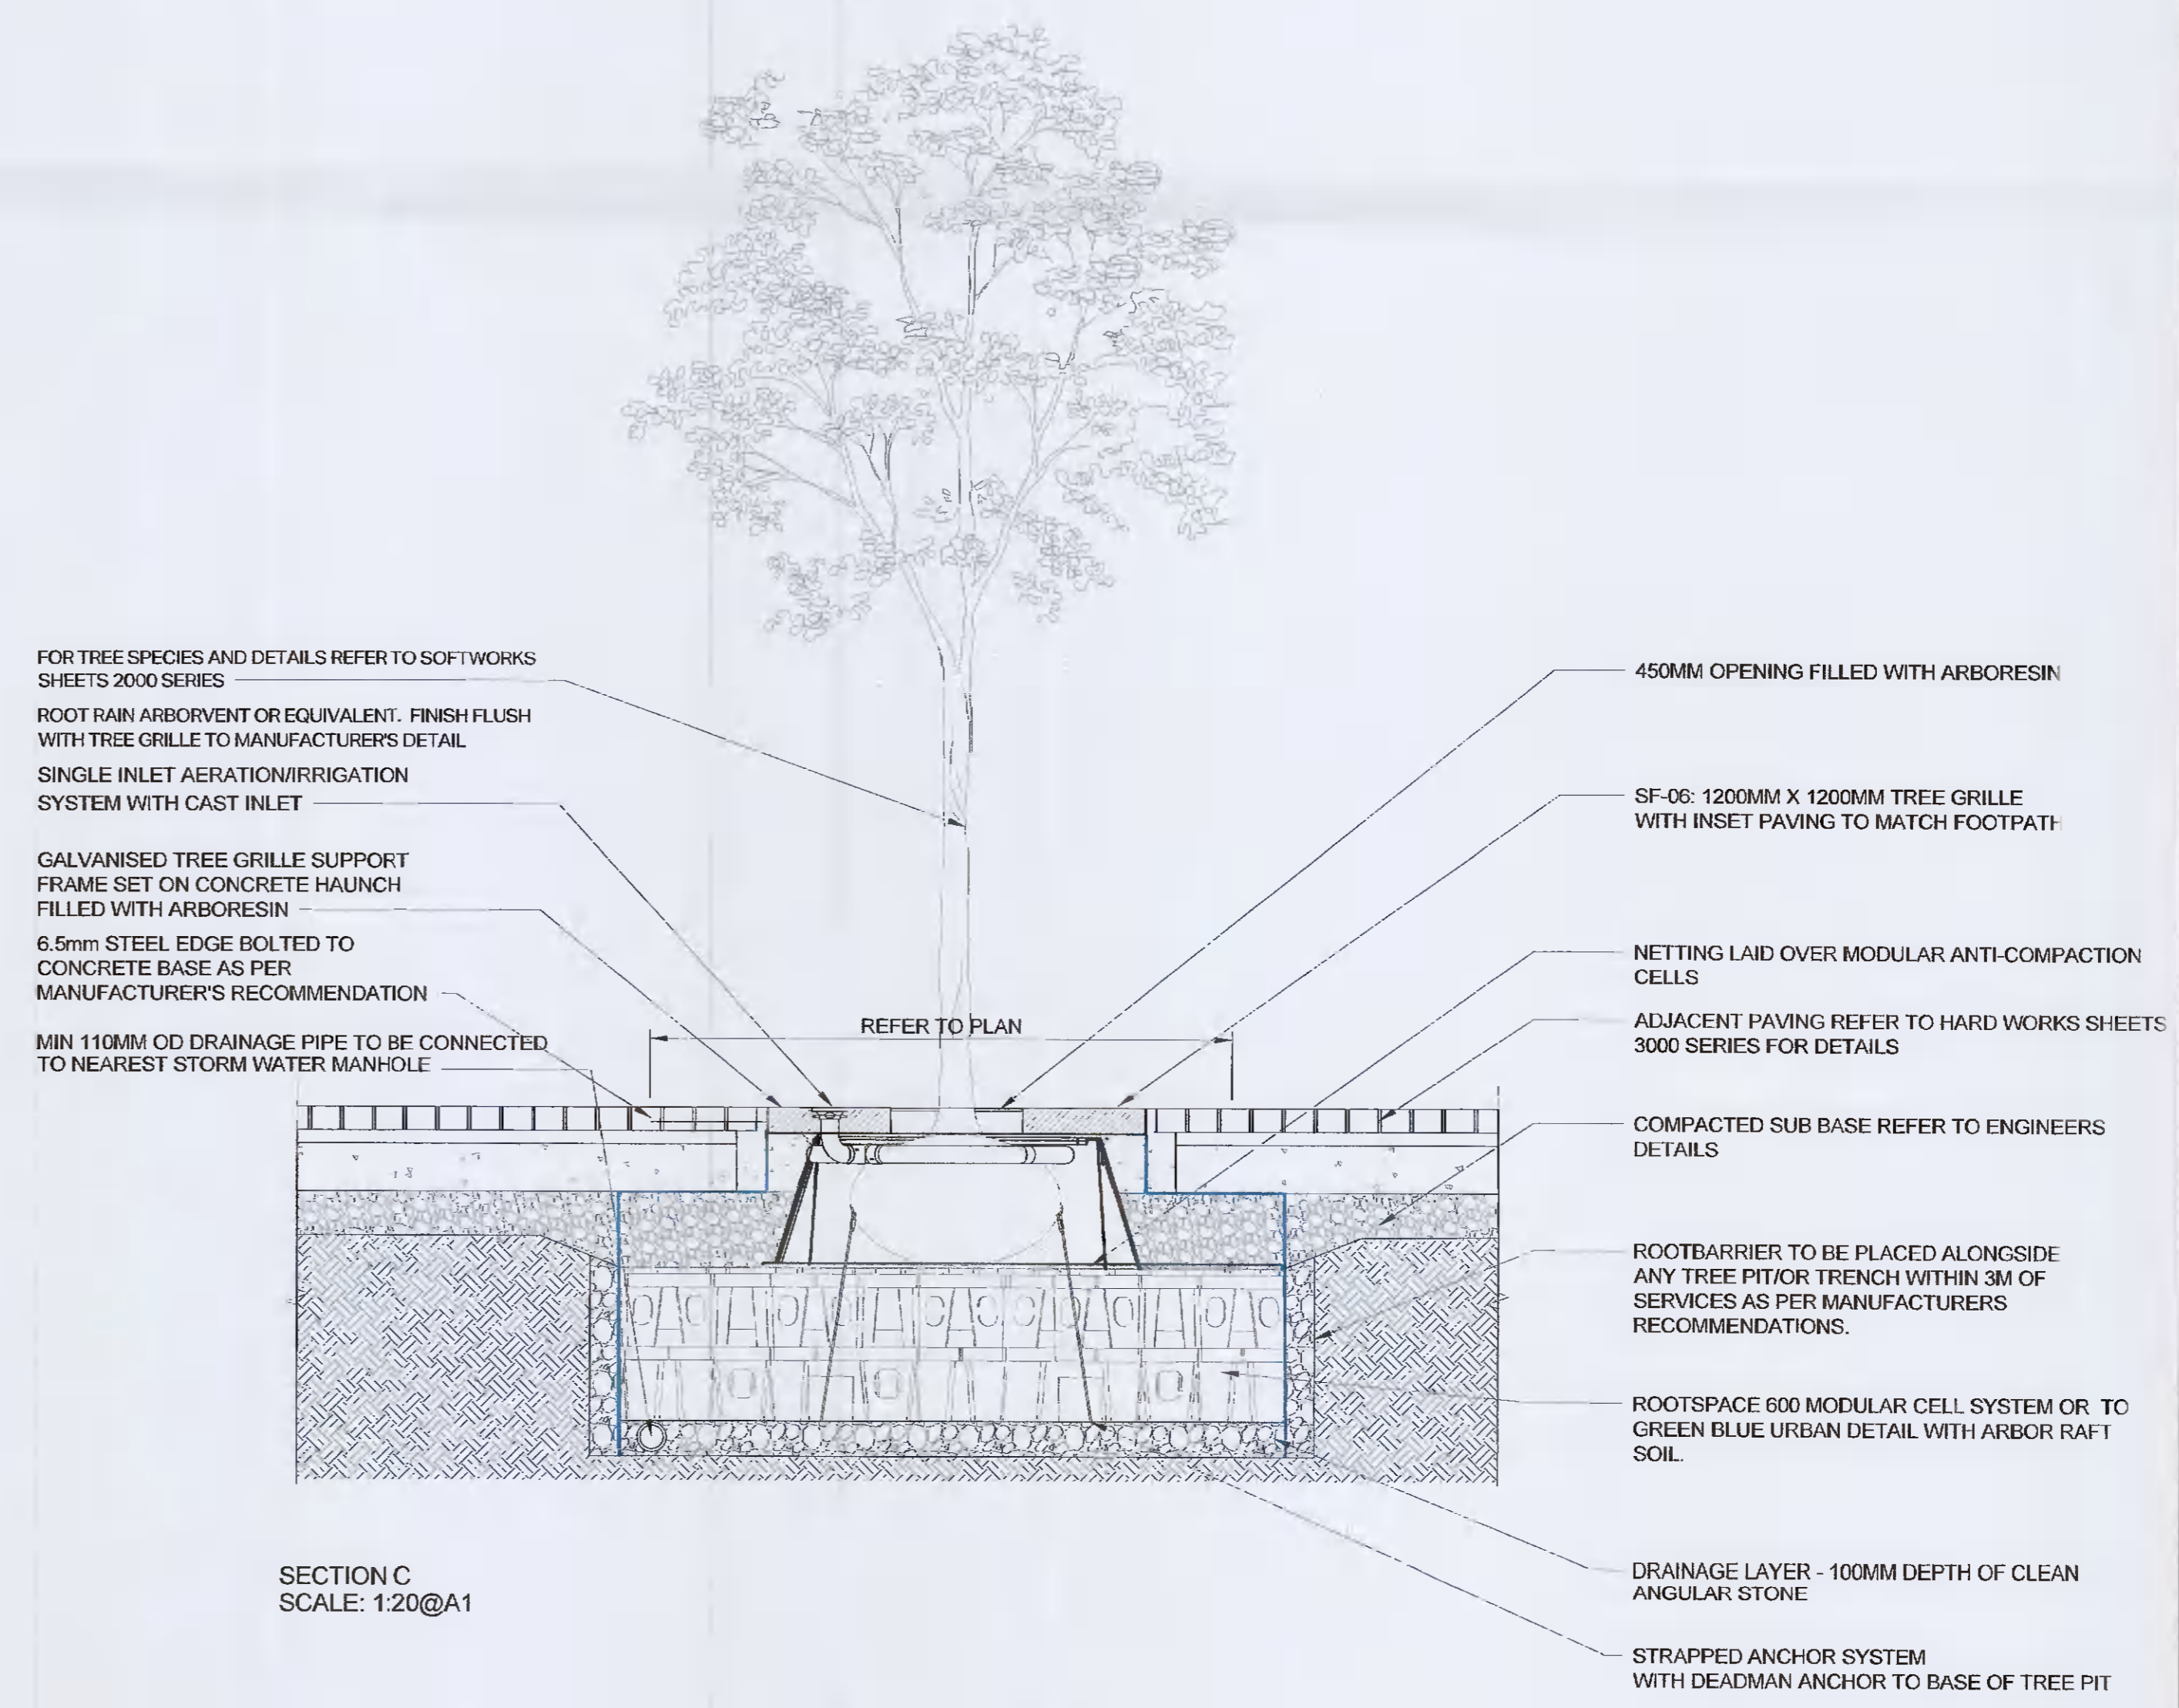 FOR TREE SPECIES AND DETAILS REFER TO SOFTWORKS
SHEETS 2000 SERIES
ROOT RAIN ARBORVENT OR EQUIVALENT. FINISH FLUSH
WITH TREE GRILLE TO MANUFACTURER'S DETAIL
SINGLE INLET AERATION/IRRIGATION
SYSTEM WITH CAST INLET
GALVANISED TREE GRILLE SUPPORT
FRAME SET ON CONCRETE HAUNCH
FILLED WITH ARBORESIN
6.5mm STEEL EDGE BOLTED TO
CONCRETE BASE AS PER
MANUFACTURER'S RECOMMENDATION
MIN 110MM OD DRAINAGE PIPE TO BE CONNECTED
TO NEAREST STORM WATER MANHOLE
REFER TO PLAN
450MM OPENING FILLED WITH ARBORESIN
SF-06: 1200MM X 1200MM TREE GRILLE
WITH INSET PAVING TO MATCH FOOTPATH
NETTING LAID OVER MODULAR ANTI-COMPACTION
CELLS
ADJACENT PAVING REFER TO HARD WORKS SHEETS
3000 SERIES FOR DETAILS
COMPACTED SUB BASE REFER TO ENGINEERS
DETAILS
ROOTBARRIER TO BE PLACED ALONGSIDE
ANY TREE PIT/OR TRENCH WITHIN 3M OF
SERVICES AS PER MANUFACTURERS
RECOMMENDATIONS.
ROOTSPACE 600 MODULAR CELL SYSTEM OR TO
GREEN BLUE URBAN DETAIL WITH ARBOR RAFT
SOIL.
DRAINAGE LAYER - 100MM DEPTH OF CLEAN
ANGULAR STONE
STRAPPED ANCHOR SYSTEM
WITH DEADMAN ANCHOR TO BASE OF TREE PIT
SECTION C
SCALE: 1:20@A1